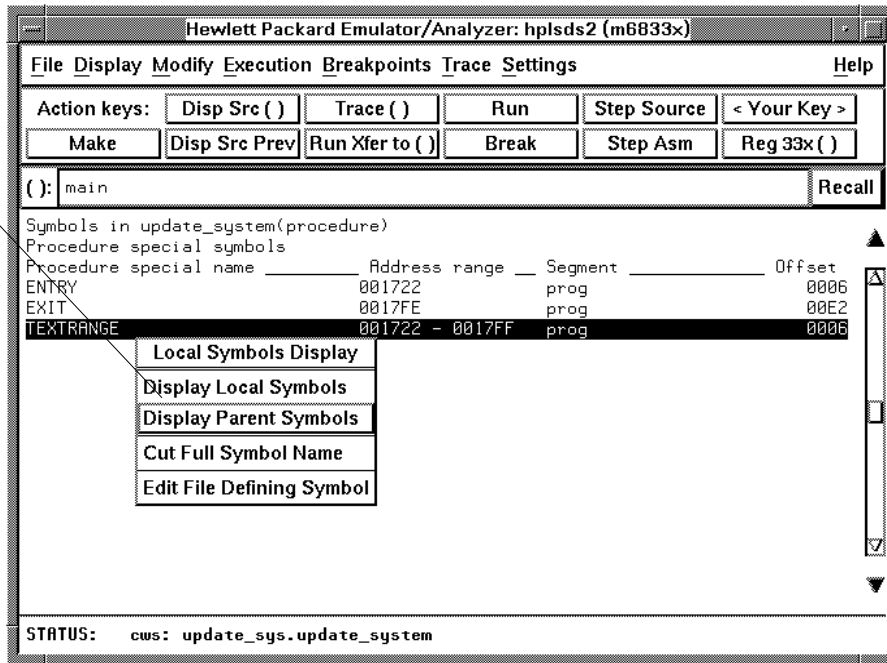 Hewlett Packard Emulator/Analyzer: hplsds2 (m6833x)
File Display Modify Execution Breakpoints Trace Settings Help
Action keys: Disp Src ( ) Trace ( ) Run Step Source < Your Key >
Make Disp Src Prev Run Xfer to ( ) Break Step Asm Reg 33x ( )
( ): main Recall
Symbols in update_system(procedure)
Procedure special symbols
Procedure special name _________ Address range __ Segment __________ Offset
ENTRY 001722 prog 0006
EXIT 0017FE prog 00E2
TEXTRANGE 001722 - 0017FF prog 0006
Local Symbols Display
Display Local Symbols
Display Parent Symbols
Cut Full Symbol Name
Edit File Defining Symbol
STATUS: cws: update_sys.update_system